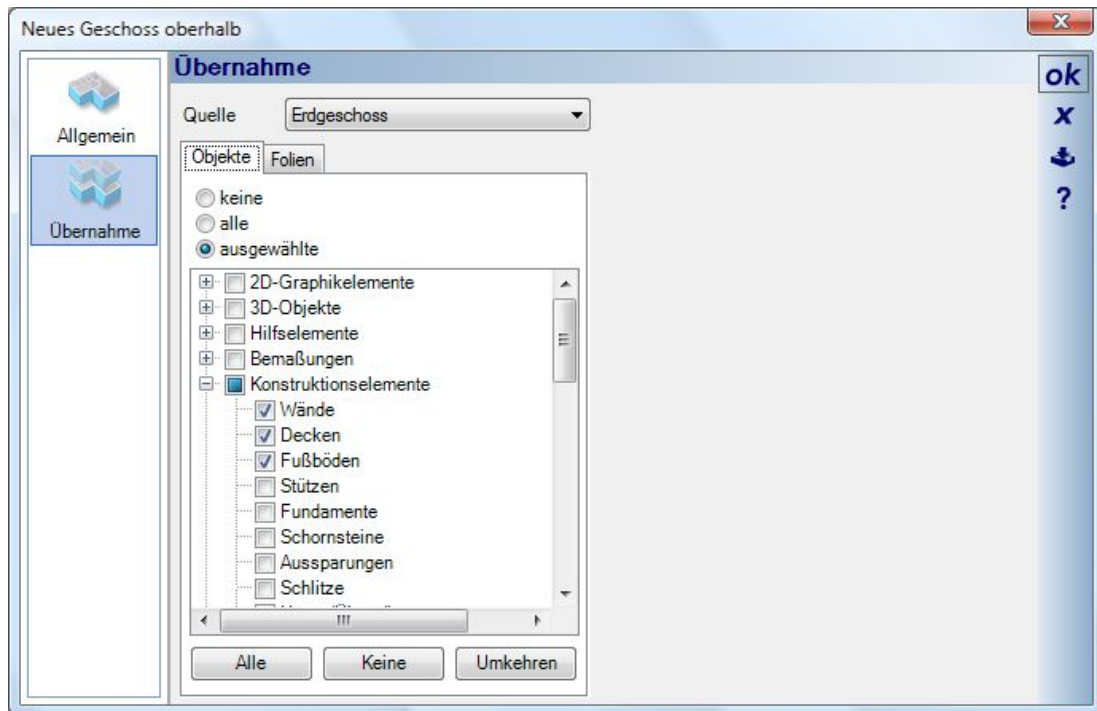 Neues Geschoss oberhalb
Allgemein
Übernahme
Übernahme
Quelle Erdgeschoss
Objekte Folien
keine
alle
ausgewählte
2D-Graphikelemente
3D-Objekte
Hilfselemente
Bemaßungen
Konstruktionselemente
Wände
Decken
Fußböden
Stützen
Fundamente
Schornsteine
Aussparungen
Schlitze
Alle Keine Umkehren
ok
x
?